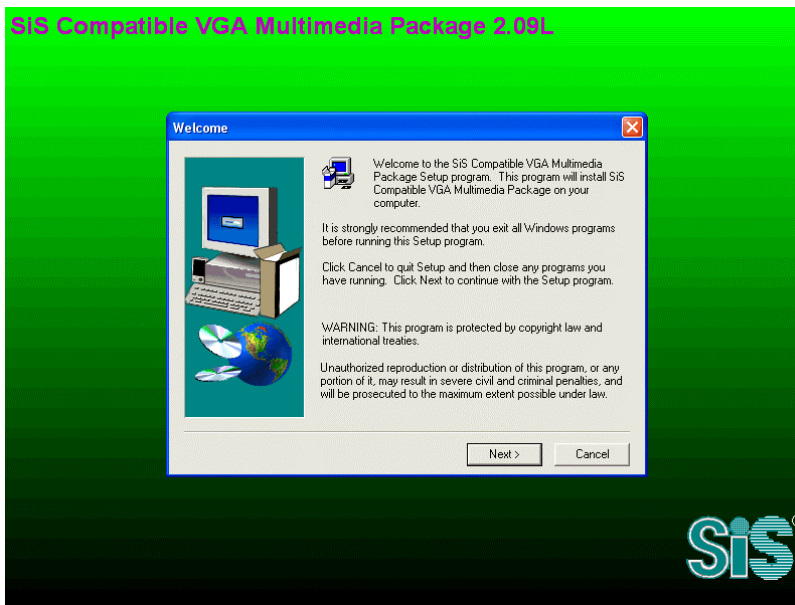 SiS Compatible VGA Multimedia Package 2.09L
Welcome
Welcome to the SiS Compatible VGA Multimedia
Package Setup program. This program will install SiS
Compatible VGA Multimedia Package on your
computer.
It is strongly recommended that you exit all Windows programs
before running this Setup program.
Click Cancel to quit Setup and then close any programs you
have running. Click Next to continue with the Setup program.
WARNING: This program is protected by copyright law and
international treaties.
Unauthorized reproduction or distribution of this program, or any
portion of it, may result in severe civil and criminal penalties, and
will be prosecuted to the maximum extent possible under law.
Next >
Cancel
SiS